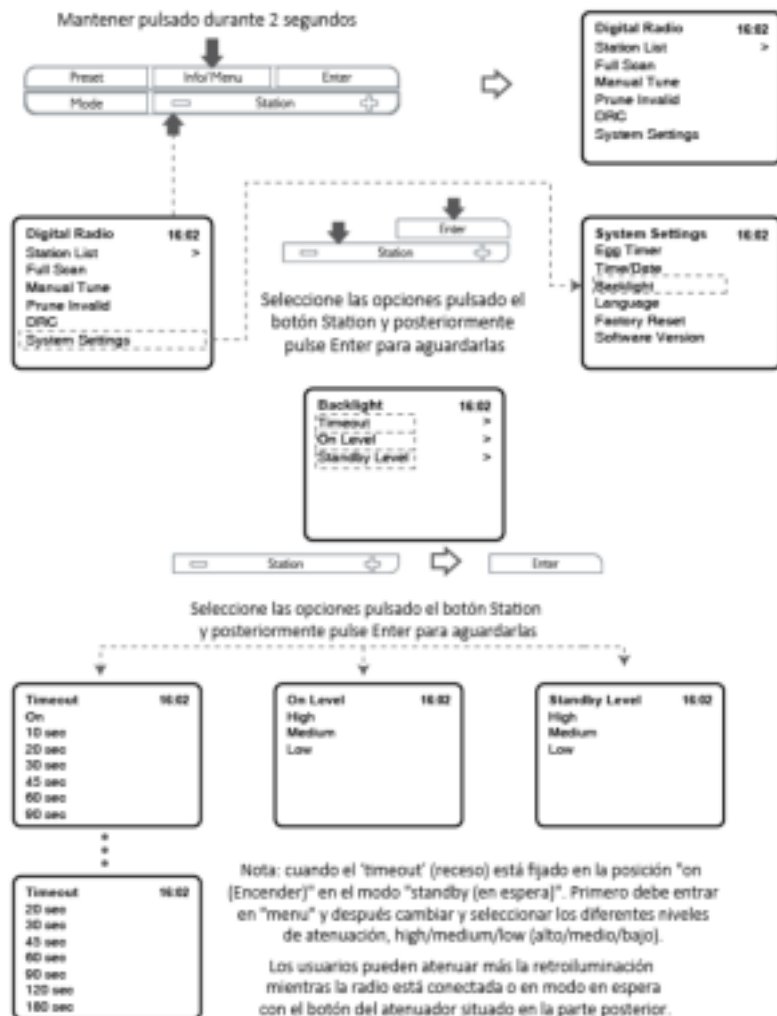 Mantener pulsado durante 2 segundos
Preset Info/Menu Enter
Mode Station
Digital Radio 16:02
Station List >
Full Scan
Manual Tune
Prune Invalid
DRC
System Settings
Digital Radio 16:02
Station List >
Full Scan
Manual Tune
Prune Invalid
DRC
System Settings
Enter
Station
Seleccione las opciones pulsado el
botón Station y posteriormente
pulse Enter para aguardarlas
System Settings 16:02
Egg Timer
Time/Date
Backlight
Language
Factory Reset
Software Version
Backlight 16:02
Timeout >
On Level >
Standby Level >
Station Enter
Seleccione las opciones pulsado el botón Station
y posteriormente pulse Enter para aguardarlas
Timeout 16:02
On
10 sec
20 sec
30 sec
45 sec
60 sec
90 sec
On Level 16:02
High
Medium
Low
Standby Level 16:02
High
Medium
Low
Timeout 16:02
20 sec
30 sec
45 sec
60 sec
90 sec
120 sec
180 sec
Nota: cuando el 'timeout' (receso) está fijado en la posición "on
(Encender)" en el modo "standby (en espera)". Primero debe entrar
en "menu" y después cambiar y seleccionar los diferentes niveles
de atenuación, high/medium/low (alto/medio/bajo).
Los usuarios pueden atenuar más la retroiluminación
mientras la radio está conectada o en modo en espera
con el botón del atenuador situado en la parte posterior.